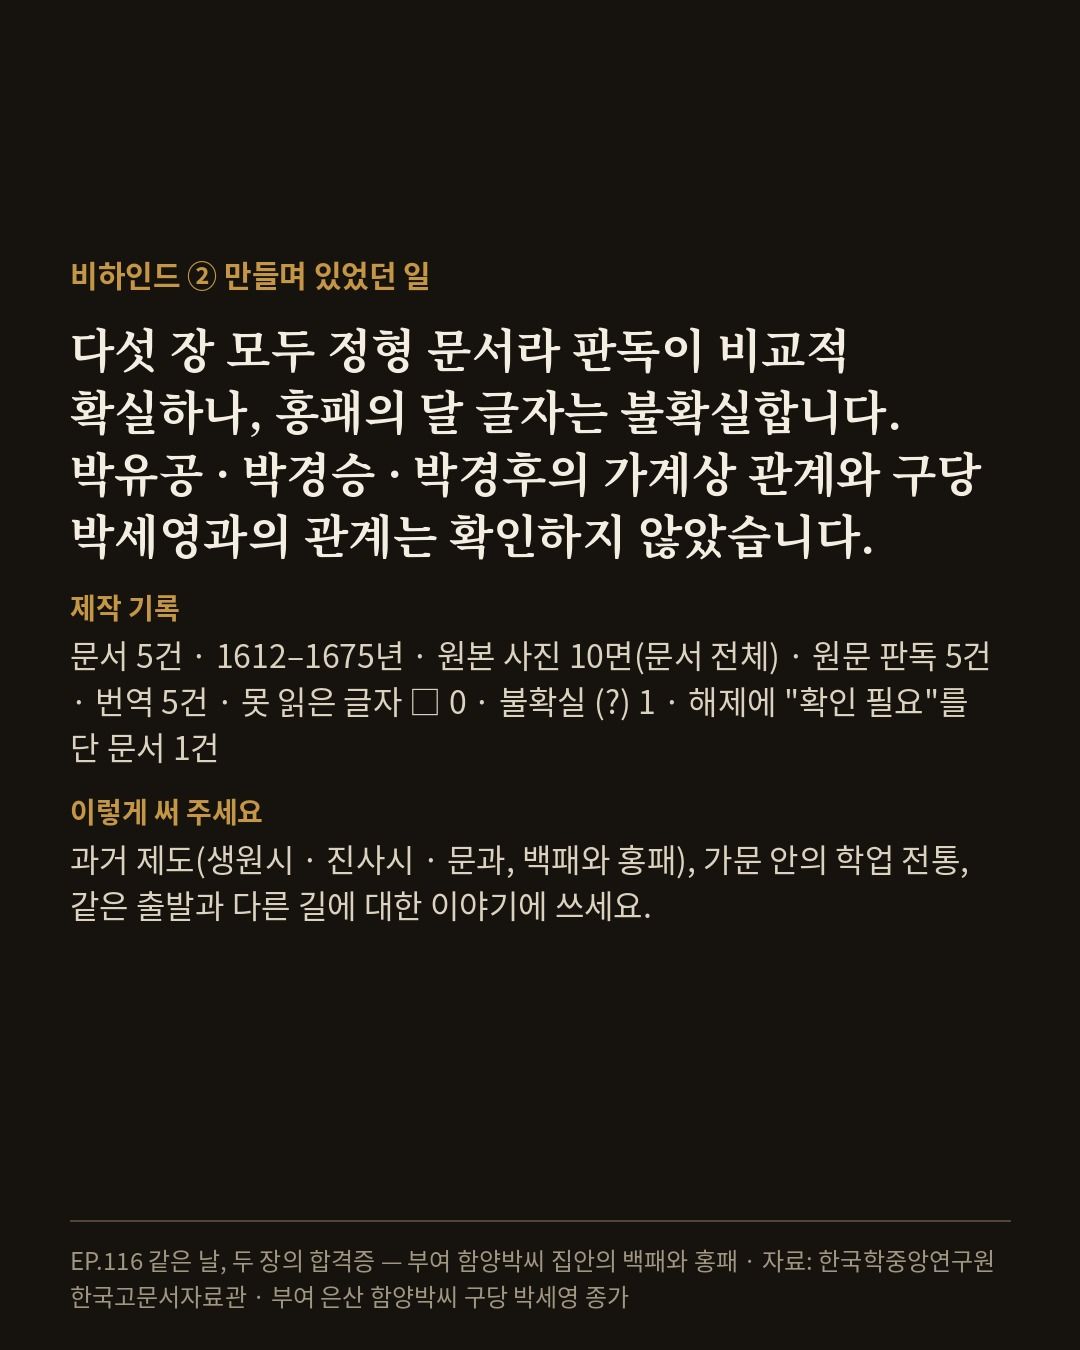 비하인드 ② 만들며 있었던 일
다섯 장 모두 정형 문서라 판독이 비교적
확실하나, 홍패의 달 글자는 불확실합니다.
박유공 · 박경승 · 박경후의 가계상 관계와 구당
박세영과의 관계는 확인하지 않았습니다.
제작 기록
문서 5건 · 1612–1675년 · 원본 사진 10면(문서 전체) · 원문 판독 5건
· 번역 5건 · 못 읽은 글자 □ 0 · 불확실 (?) 1 · 해제에 "확인 필요"를
단 문서 1건
이렇게 써 주세요
과거 제도(생원시 · 진사시 · 문과, 백패와 홍패), 가문 안의 학업 전통,
같은 출발과 다른 길에 대한 이야기에 쓰세요.
EP.116 같은 날, 두 장의 합격증 — 부여 함양박씨 집안의 백패와 홍패 · 자료: 한국학중앙연구원
한국고문서자료관 · 부여 은산 함양박씨 구당 박세영 종가